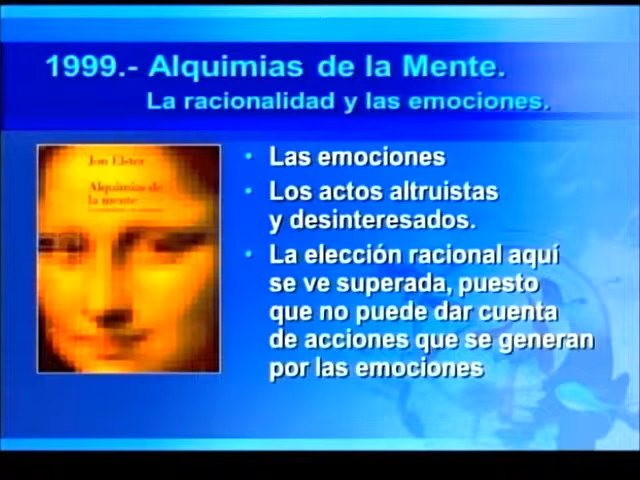 1999.- Alquimias de la Mente.
La racionalidad y las emociones.
Jon Elster
Alquimias de
la mente
• Las emociones
• Los actos altruistas
y desinteresados.
• La elección racional aquí
se ve superada, puesto
que no puede dar cuenta
de acciones que se generan
por las emociones